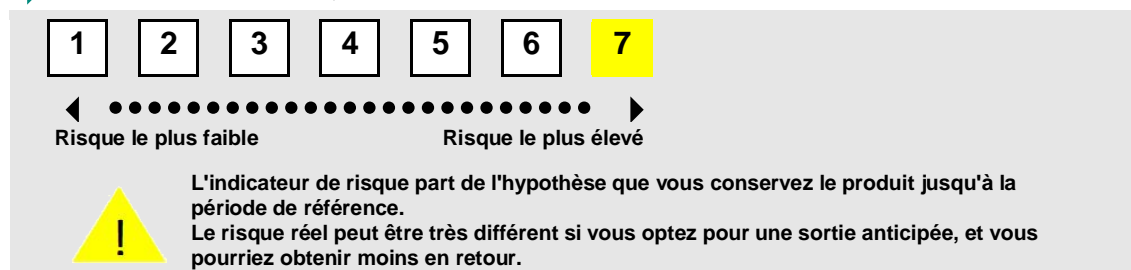 1 2 3 4 5 6 7
Risque le plus faible Risque le plus élevé
L'indicateur de risque part de l'hypothèse que vous conservez le produit jusqu'à la
période de référence.
! Le risque réel peut être très différent si vous optez pour une sortie anticipée, et vous
pourriez obtenir moins en retour.